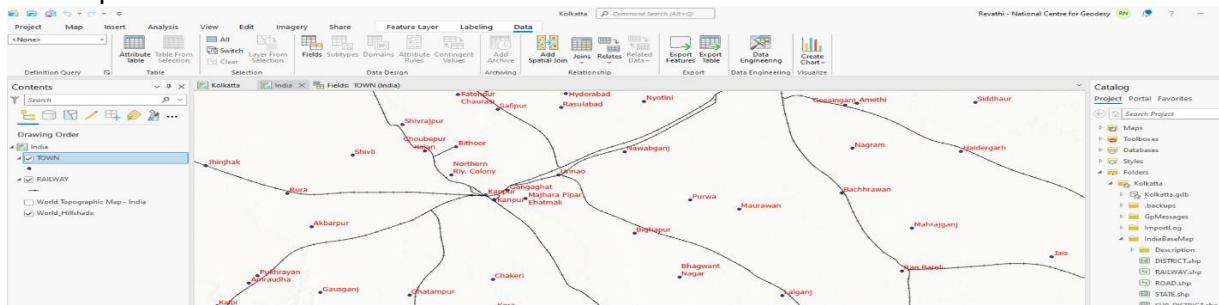 Kolkatta
Command Search (Alt+Q)
Revathi - National Centre for Geodesy
RN
?
Project Map Insert Analysis View Edit Imagery Share Feature Layer Labeling Data
<None>
Definition Query
Attribute Table
Table From Selection
Table
All
Switch
Clear
Layer From Selection
Selection
Fields
Subtypes
Domains
Attribute Rules
Contingent Values
Data Design
Add Archive
Archiving
Add Spatial Join
Joins
Relates
Related Data
Relationship
Export Features
Export Table
Export
Data Engineering
Data Engineering
Create Chart
Visualize
Contents
Search
Drawing Order
India
TOWN
RAILWAY
World Topographic Map - India
World_Hillshade
Kolkatta India Fields: TOWN (India)
Fatehpur Chaurasi
Safipur
Hyderabad
Rasulabad
Nyotini
Gosainganj
Amethi
Siddhaur
Shivrajpur
Choubepur Kalan
Bithoor
Shivli
Jhinjhak
Northern Rly. Colony
Unnao
Nawabganj
Nagram
Haidergarh
Rura
Kanpur
Gangaghat
Kanpur
Majhara Pipar Ehatmali
Purwa
Maurawan
Bachhrawan
Akbarpur
Bighapur
Mahrajganj
Jais
Pukhrayan
Amraudha
Gausganj
Ghatampur
Chakeri
Bhagwant Nagar
Lalganj
Rae Bareli
Kalpi
Catalog
Project Portal Favorites
Search Project
Maps
Toolboxes
Databases
Styles
Folders
Kolkatta
Kolkatta.gdb
.backups
GpMessages
ImportLog
IndiaBaseMap
Description
DISTRICT.shp
RAILWAY.shp
ROAD.shp
STATE.shp
SUB_DISTRICT.shp